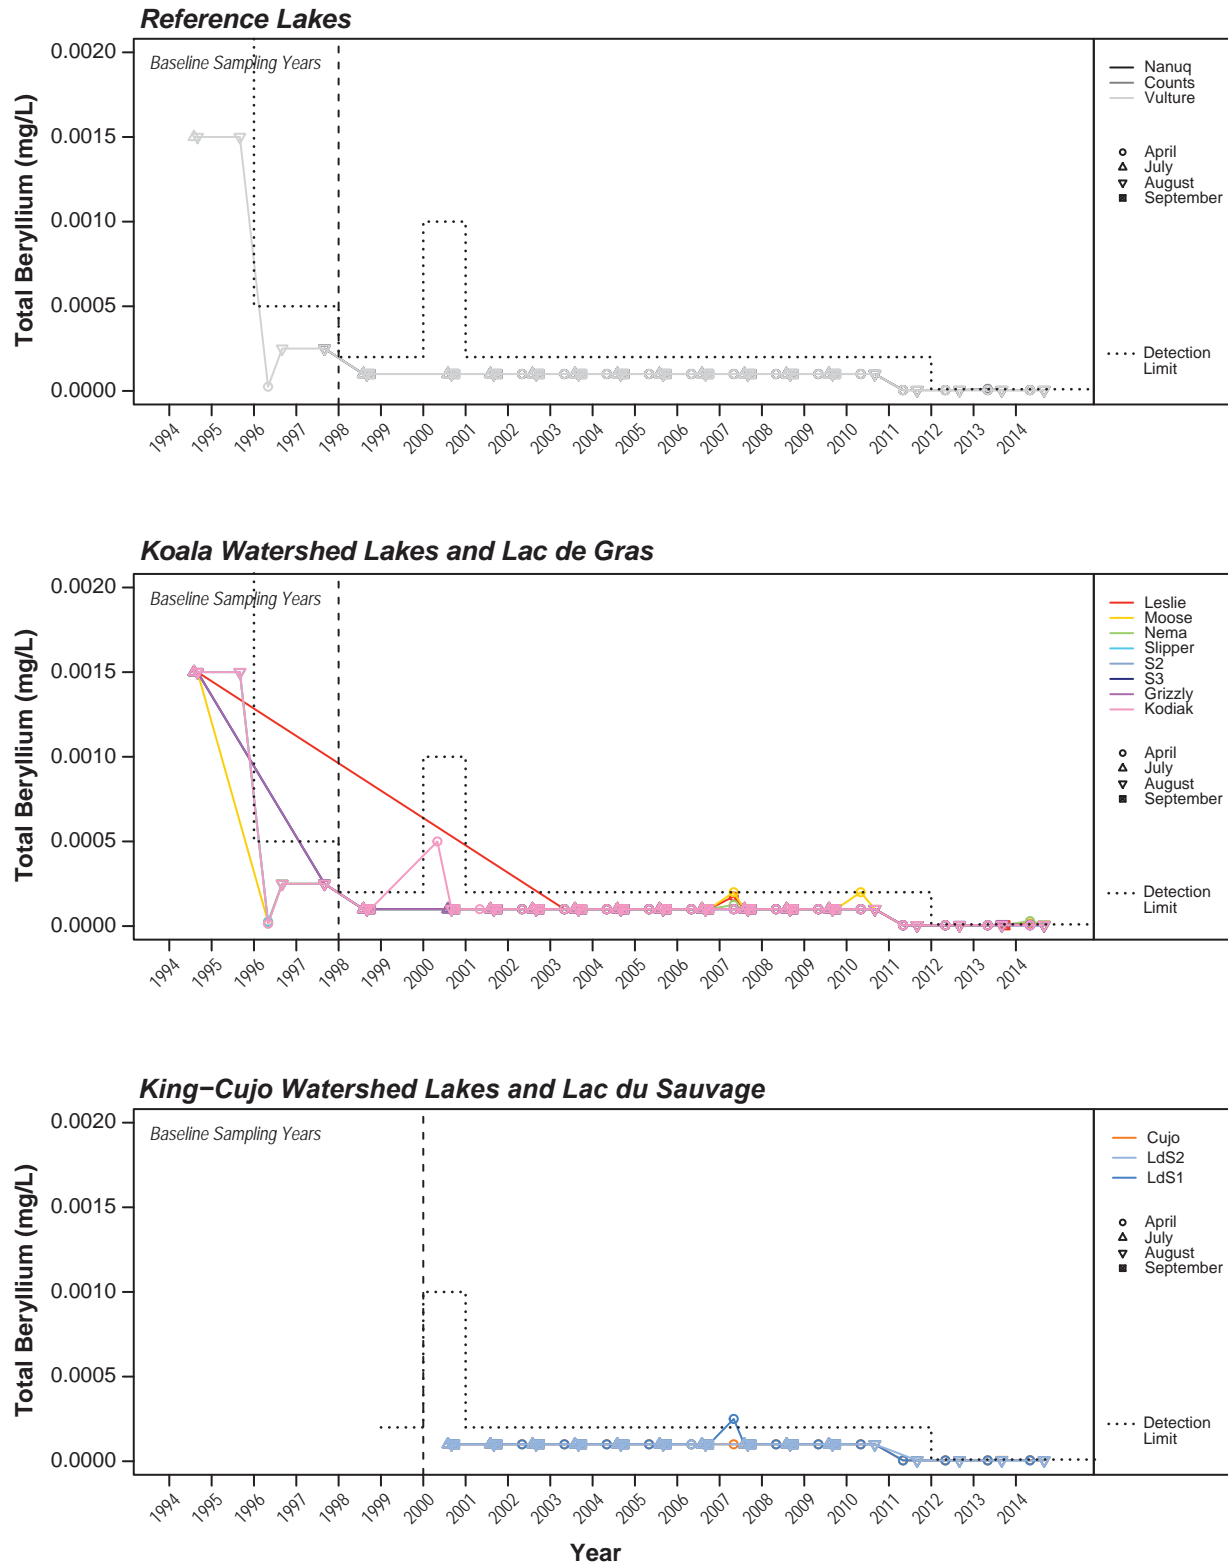 Reference Lakes
Total Beryllium (mg/L)
0.0020
0.0015
0.0010
0.0005
0.0000
Baseline Sampling Years
1994
1995
1996
1997
1998
1999
2000
2001
2002
2003
2004
2005
2006
2007
2008
2009
2010
2011
2012
2013
2014
Nanuq
Counts
Vulture
April
July
August
September
Detection
Limit
Koala Watershed Lakes and Lac de Gras
Total Beryllium (mg/L)
0.0020
0.0015
0.0010
0.0005
0.0000
Baseline Sampling Years
1994
1995
1996
1997
1998
1999
2000
2001
2002
2003
2004
2005
2006
2007
2008
2009
2010
2011
2012
2013
2014
Leslie
Moose
Nema
Slipper
S2
S3
Grizzly
Kodiak
April
July
August
September
Detection
Limit
King−Cujo Watershed Lakes and Lac du Sauvage
Total Beryllium (mg/L)
0.0020
0.0015
0.0010
0.0005
0.0000
Baseline Sampling Years
1994
1995
1996
1997
1998
1999
2000
2001
2002
2003
2004
2005
2006
2007
2008
2009
2010
2011
2012
2013
2014
Cujo
LdS2
LdS1
April
July
August
September
Detection
Limit
Year